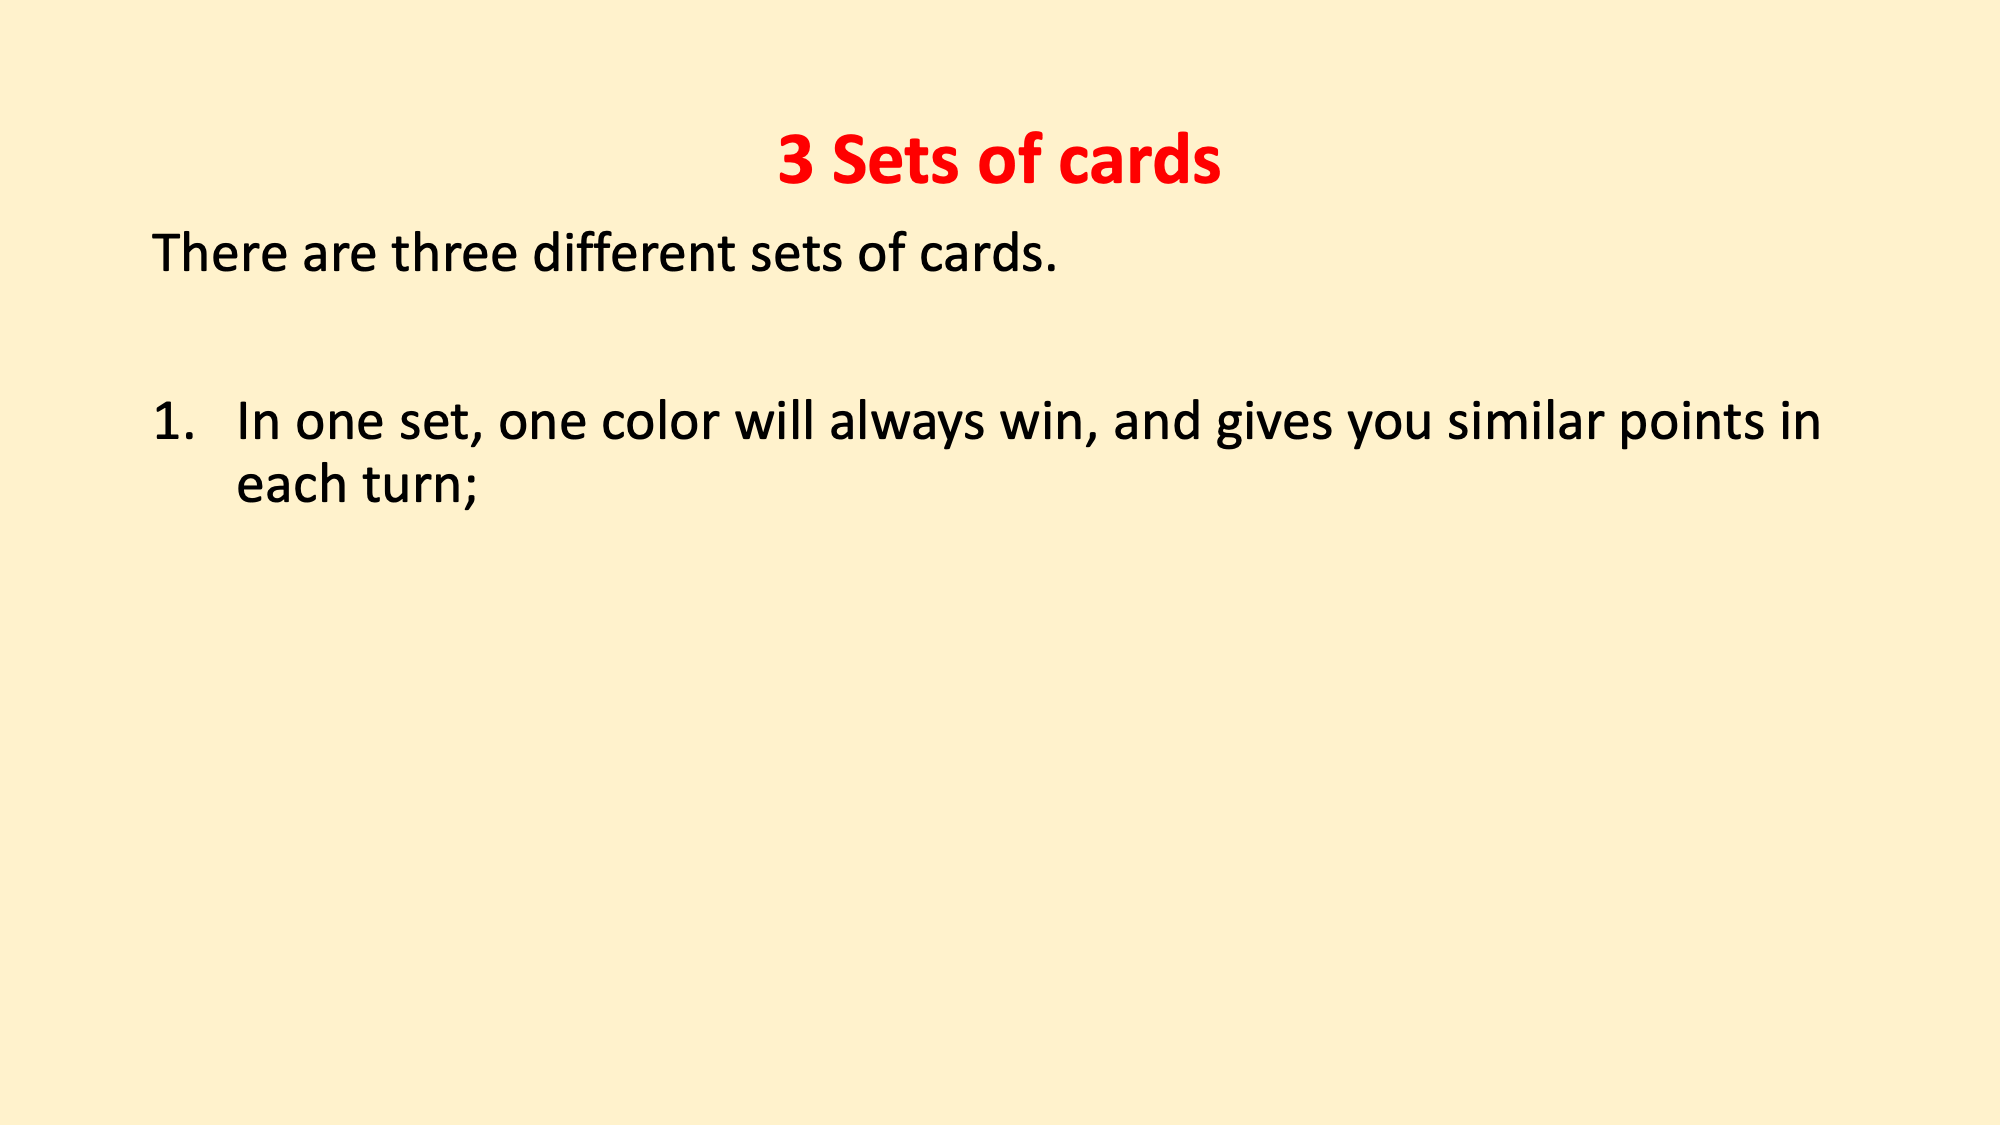 3 Sets of cards
There are three different sets of cards.
1. In one set, one color will always win, and gives you similar points in
each turn;